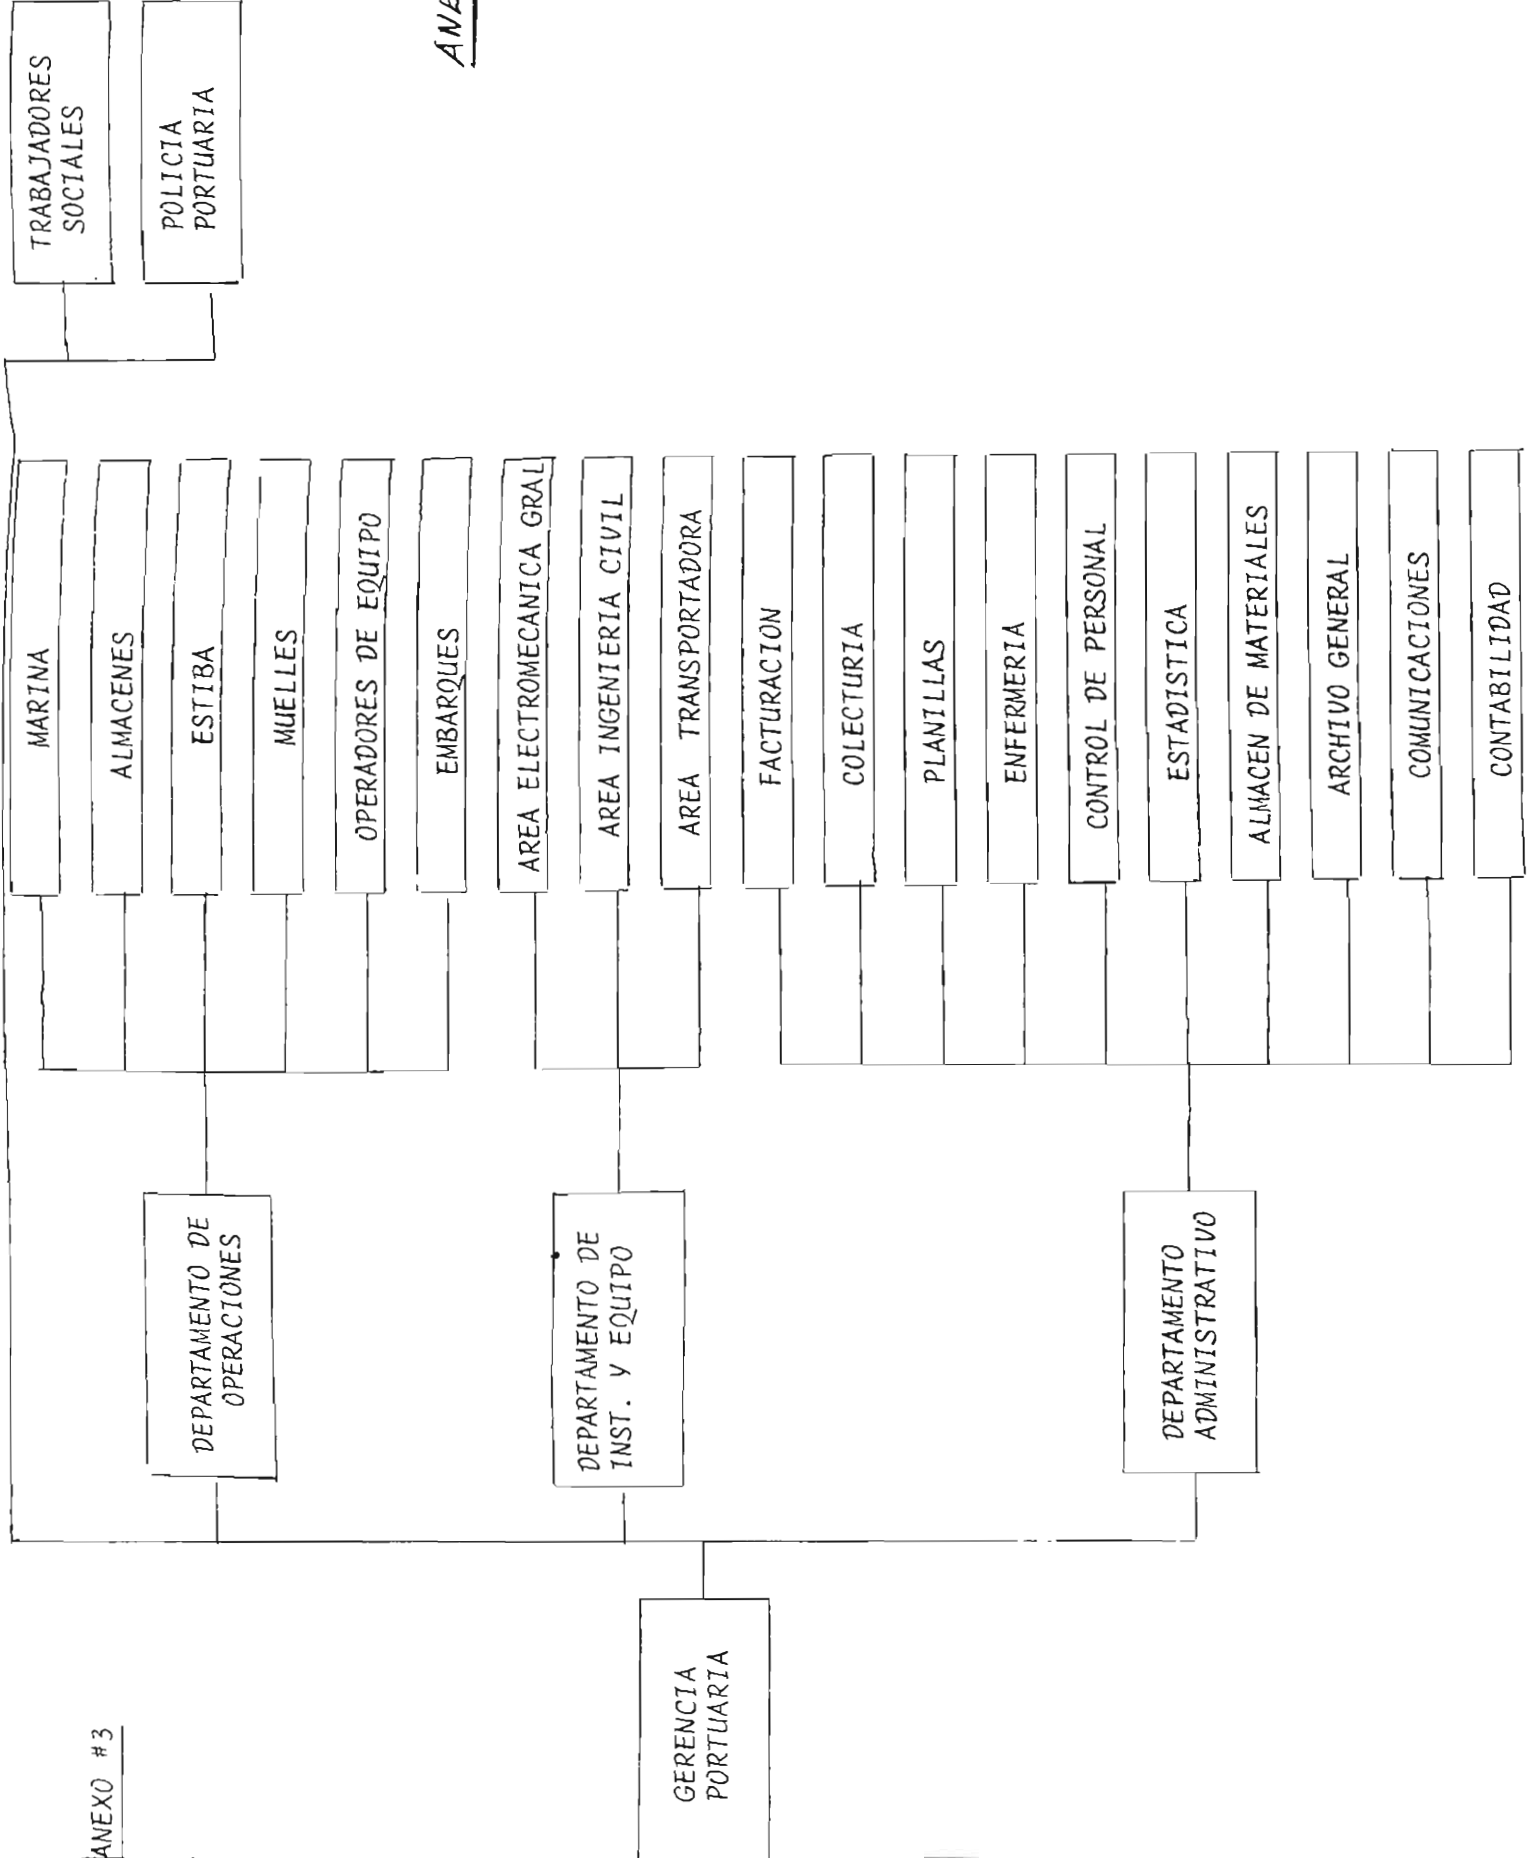 ANEXO #3
GERENCIA
PORTUARIA
DEPARTAMENTO DE
OPERACIONES
DEPARTAMENTO DE
INST. Y EQUIPO
DEPARTAMENTO
ADMINISTRATIVO
MARINA
ALMACENES
ESTIBA
MUELLES
OPERADORES DE EQUIPO
EMBARQUES
AREA ELECTROMECANICA GRAL
AREA INGENIERIA CIVIL
AREA TRANSPORTADORA
FACTURACION
COLECTURIA
PLANILLAS
ENFERMERIA
CONTROL DE PERSONAL
ESTADISTICA
ALMACEN DE MATERIALES
ARCHIVO GENERAL
COMUNICACIONES
CONTABILIDAD
TRABAJADORES
SOCIALES
POLICIA
PORTUARIA